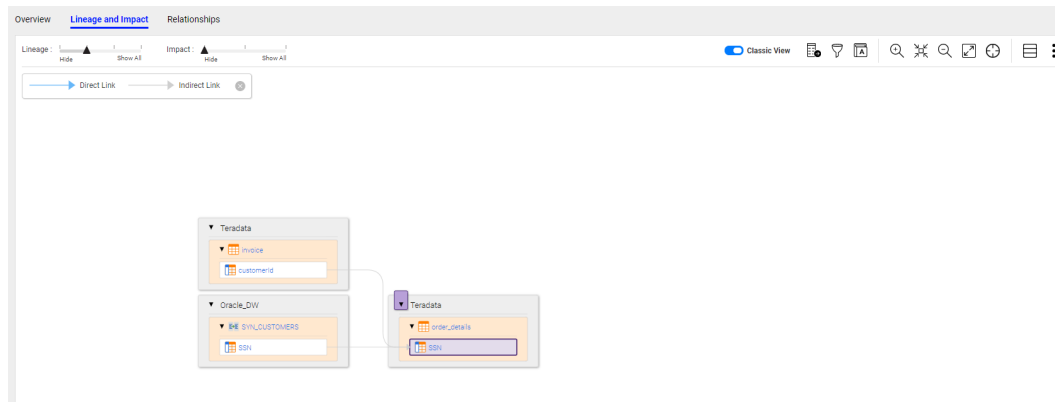 Overview Lineage and Impact Relationships
Lineage : Hide Show All Impact : Hide Show All Classic View A
Direct Link Indirect Link
Teradata
invoice
customerid
Oracle_DW
SYN_CUSTOMERS
SSN
Teradata
order_details
SSN